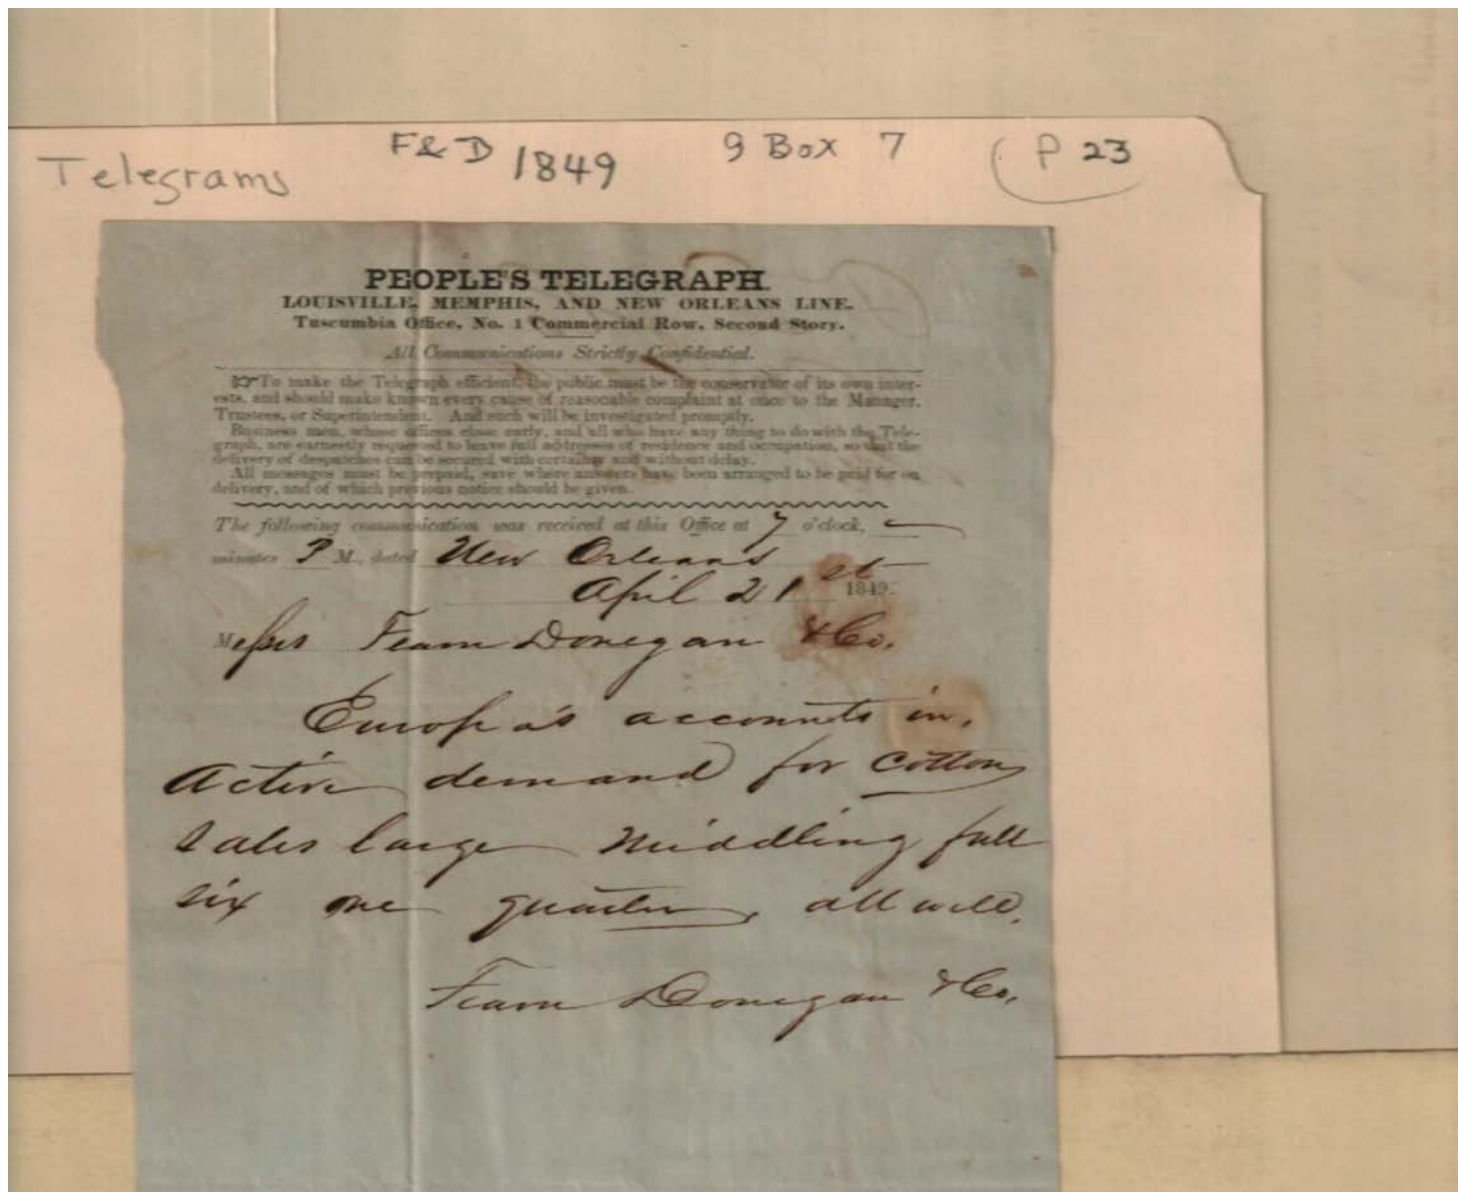 Telegrams F&D 1849 9 Box 7 P 23
PEOPLE'S TELEGRAPH.
LOUISVILLE, MEMPHIS, AND NEW ORLEANS LINE.
Tuscumbia Office, No. 1 Commercial Row, Second Story.
All Communications Strictly Confidential.
☞To make the Telegraph efficient, the public must be the conservator of its own inter-
ests, and should make known every cause of reasonable complaint at once to the Manager,
Trustees, or Superintendent. And such will be investigated promptly.
Business men, whose offices close early, and all who have any thing to do with the Tele-
graph, are earnestly requested to leave full addresses of residence and occupation, so that the
delivery of despatches can be secured with certainty and without delay.
All messages must be prepaid, save where answers have been arranged to be paid for on
delivery, and of which previous notice should be given.
The following communication was received at this Office at 7 o'clock, —
minutes P M., dated New Orleans
April 21st 1849.
Messrs Fearn Donegan & Co.
Europa's accounts in.
Active demand for Cotton
Sales large Middling full
six one quarter, all well.
Fearn Donegan & Co.